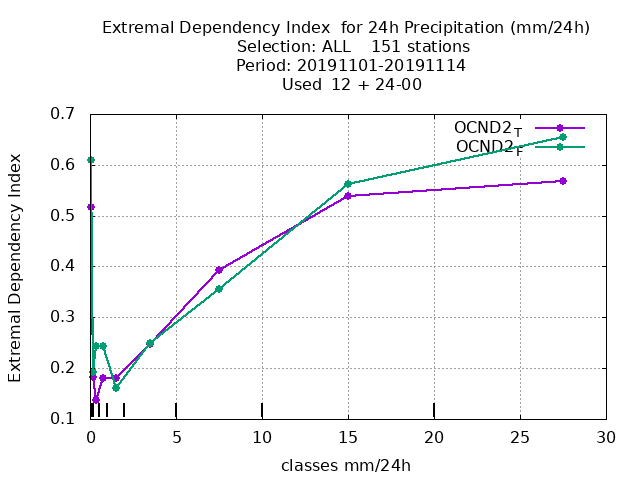 Extremal Dependency Index  for 24h Precipitation (mm/24h)
Selection: ALL    151 stations
Period: 20191101-20191114
Used  12 + 24-00
OCND2T
OCND2F
Extremal Dependency Index
0.7
0.6
0.5
0.4
0.3
0.2
0.1
0 5 10 15 20 25 30
classes mm/24h